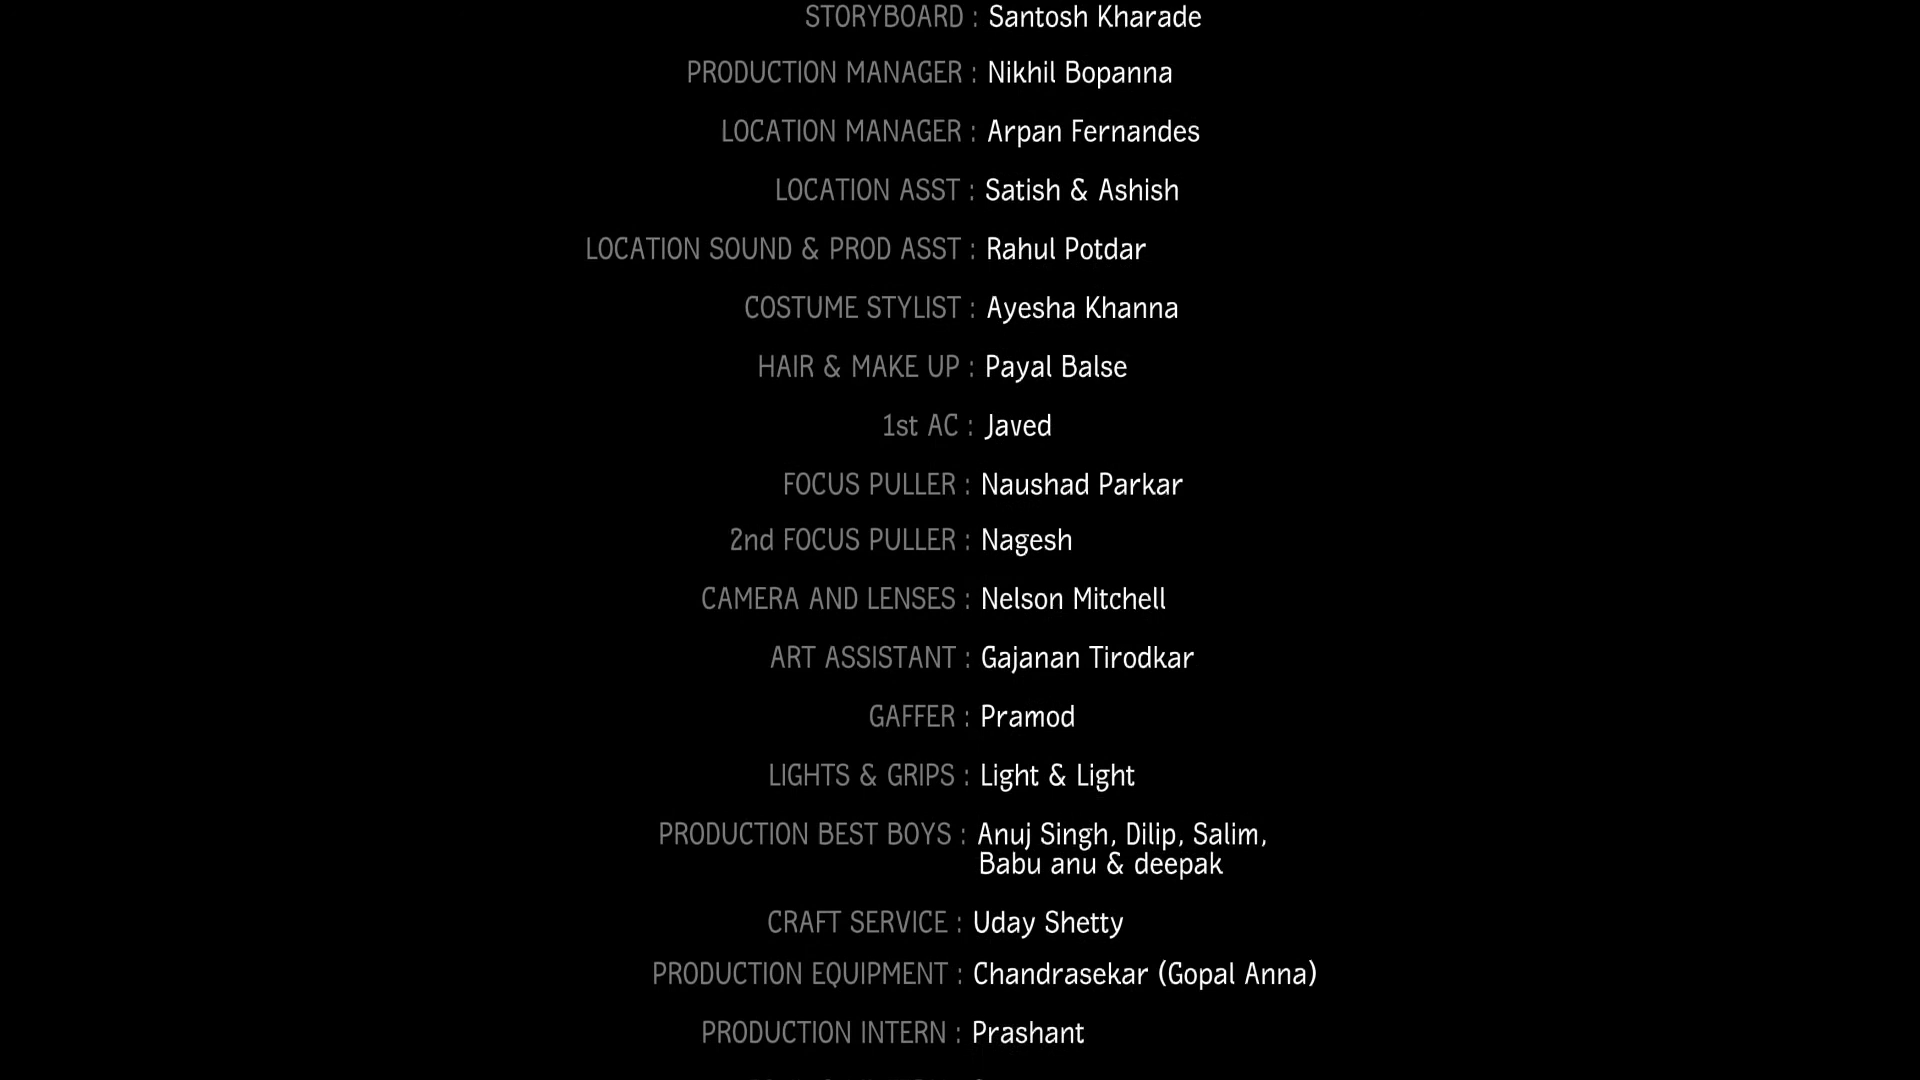 STORYBOARD : Santosh Kharade
PRODUCTION MANAGER : Nikhil Bopanna
LOCATION MANAGER : Arpan Fernandes
LOCATION ASST : Satish & Ashish
LOCATION SOUND & PROD ASST : Rahul Potdar
COSTUME STYLIST : Ayesha Khanna
HAIR & MAKE UP : Payal Balse
1st AC : Javed
FOCUS PULLER : Naushad Parkar
2nd FOCUS PULLER : Nagesh
CAMERA AND LENSES : Nelson Mitchell
ART ASSISTANT : Gajanan Tirodkar
GAFFER : Pramod
LIGHTS & GRIPS : Light & Light
PRODUCTION BEST BOYS : Anuj Singh, Dilip, Salim,
Babu anu & deepak
CRAFT SERVICE : Uday Shetty
PRODUCTION EQUIPMENT : Chandrasekar (Gopal Anna)
PRODUCTION INTERN : Prashant